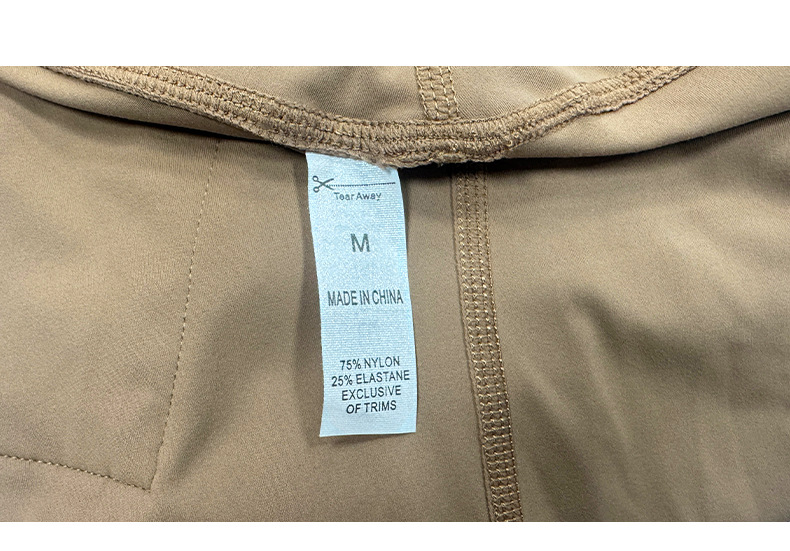 Tear Away
M
MADE IN CHINA
75% NYLON
25% ELASTANE
EXCLUSIVE
OF TRIMS